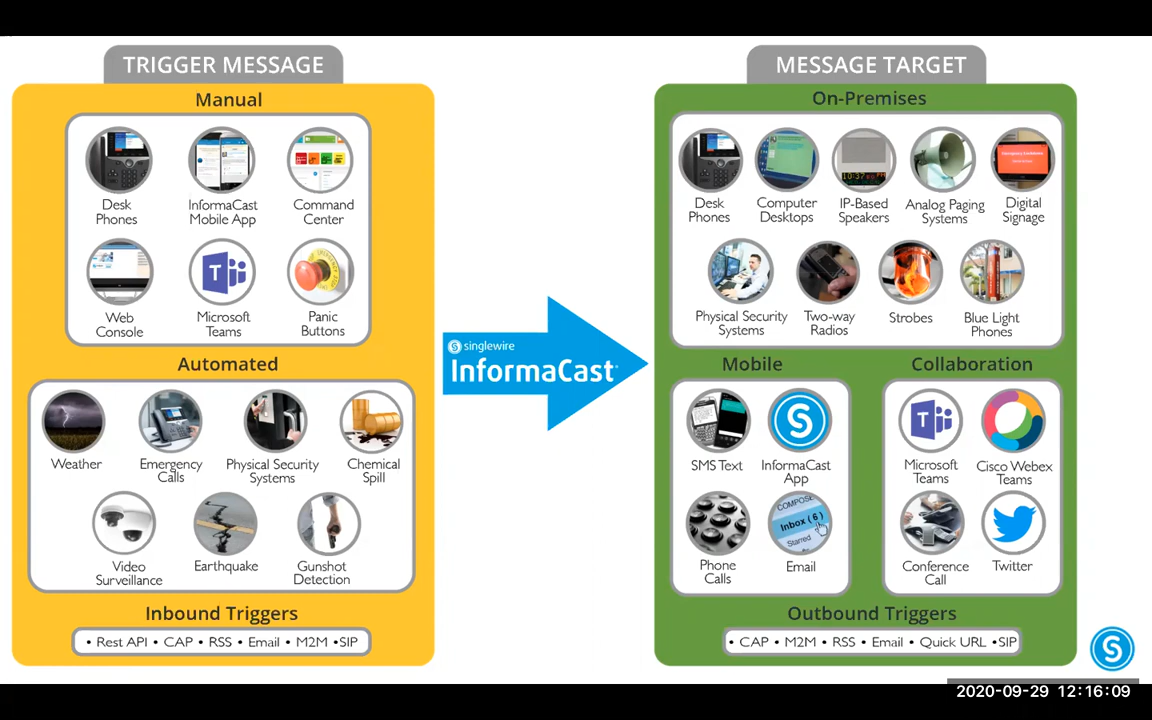 TRIGGER MESSAGE
Manual
Desk
Phones
InformaCast
Mobile App
Command
Center
Web
Console
Microsoft
Teams
Panic
Buttons
Automated
Weather
Emergency
Calls
Physical Security
Systems
Chemical
Spill
Video
Surveillance
Earthquake
Gunshot
Detection
Inbound Triggers
• Rest API • CAP • RSS • Email • M2M •SIP
singlewire
InformaCast
MESSAGE TARGET
On-Premises
Desk
Phones
Computer
Desktops
IP-Based
Speakers
Analog Paging
Systems
Digital
Signage
Physical Security
Systems
Two-way
Radios
Strobes
Blue Light
Phones
Mobile
SMS Text
InformaCast
App
Phone
Calls
COMPOSE
Inbox (6)
Starred
Email
Collaboration
Microsoft
Teams
Cisco Webex
Teams
Conference
Call
Twitter
Outbound Triggers
• CAP • M2M • RSS • Email • Quick URL •SIP
2020-09-29 12:16:09